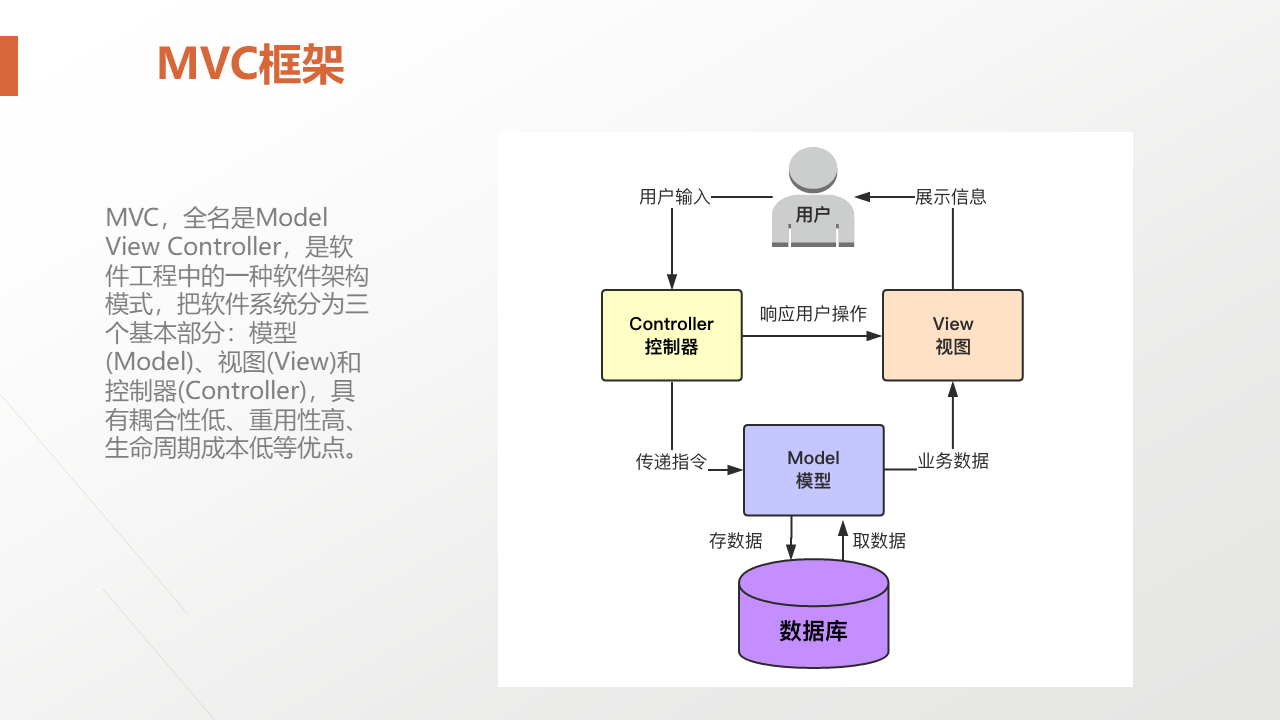 MVC框架
MVC，全名是Model
View Controller，是软
件工程中的一种软件架构
模式，把软件系统分为三
个基本部分：模型
(Model)、视图(View)和
控制器(Controller)，具
有耦合性低、重用性高、
生命周期成本低等优点。
用户输入
用户
展示信息
Controller
控制器
响应用户操作
View
视图
传递指令
Model
模型
业务数据
存数据
取数据
数据库